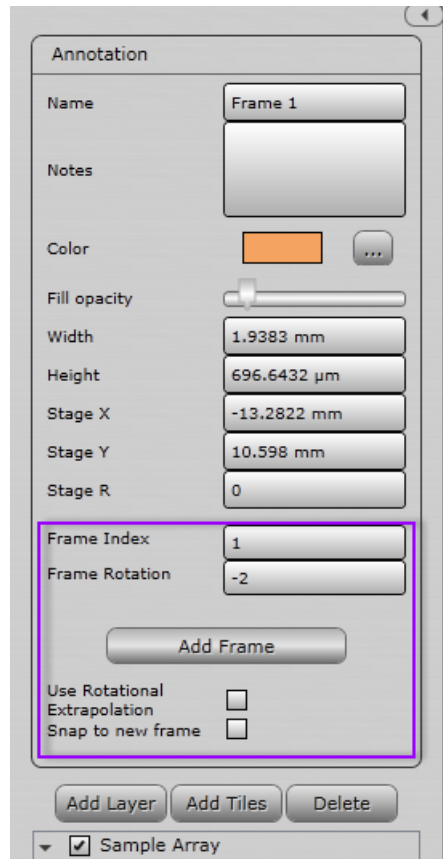 Annotation
Name Frame 1
Notes
Color ...
Fill opacity
Width 1.9383 mm
Height 696.6432 µm
Stage X -13.2822 mm
Stage Y 10.598 mm
Stage R 0
Frame Index 1
Frame Rotation -2
Add Frame
Use Rotational
Extrapolation
Snap to new frame
Add Layer Add Tiles Delete
Sample Array